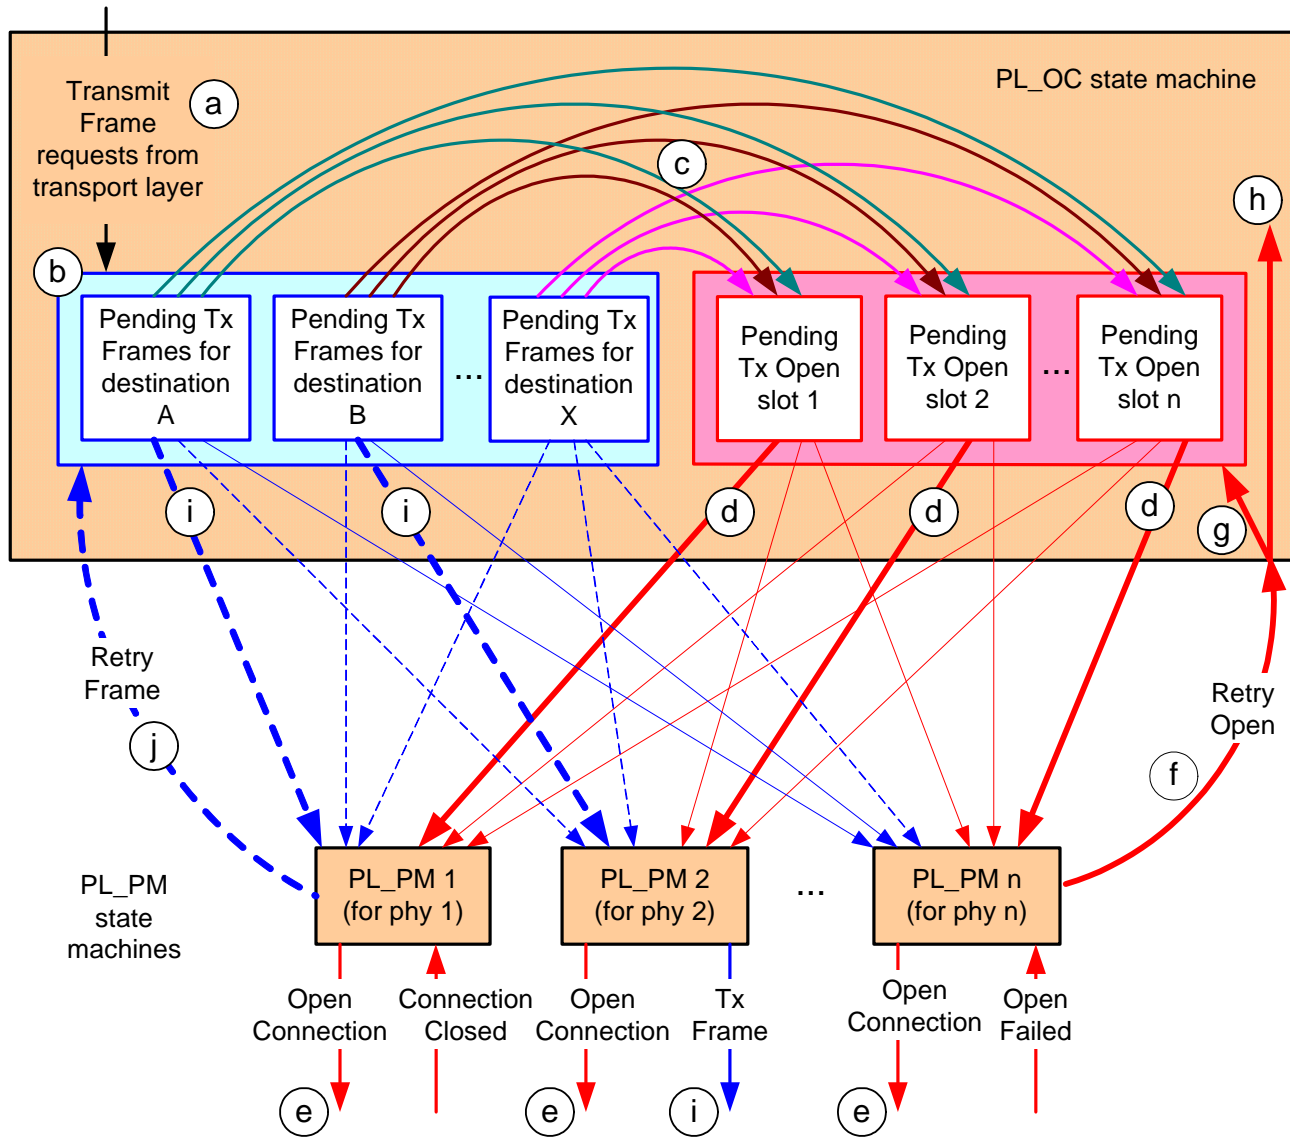 PL_OC state machine
Transmit
Frame
requests from
transport layer
a
c
h
b
Pending Tx
Frames for
destination
A
Pending Tx
Frames for
destination
B
...
Pending Tx
Frames for
destination
X
Pending
Tx Open
slot 1
Pending
Tx Open
slot 2
...
Pending
Tx Open
slot n
i
i
d
d
d
g
Retry
Frame
j
Retry
Open
f
PL_PM
state
machines
PL_PM 1
(for phy 1)
PL_PM 2
(for phy 2)
...
PL_PM n
(for phy n)
Open
Connection
Connection
Closed
Open
Connection
Tx
Frame
Open
Connection
Open
Failed
e
e
i
e